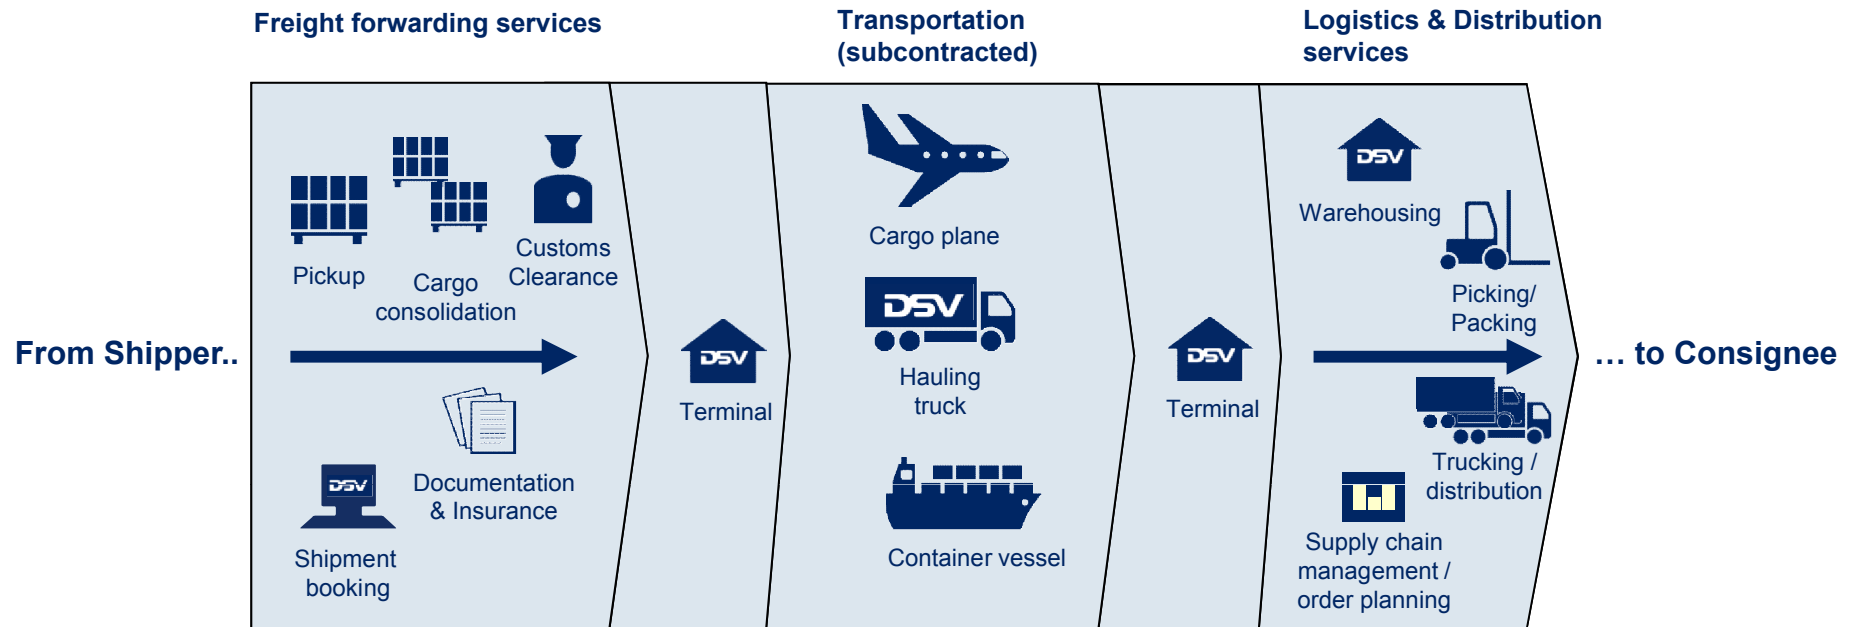 Freight forwarding services
Transportation
(subcontracted)
Logistics & Distribution
services
From Shipper..
Pickup
Cargo
consolidation
Customs
Clearance
Documentation
& Insurance
DSV
Shipment
booking
DSV
Terminal
Cargo plane
DSV
Hauling
truck
Container vessel
DSV
Terminal
DSV
Warehousing
Picking/
Packing
Trucking /
distribution
Supply chain
management /
order planning
... to Consignee